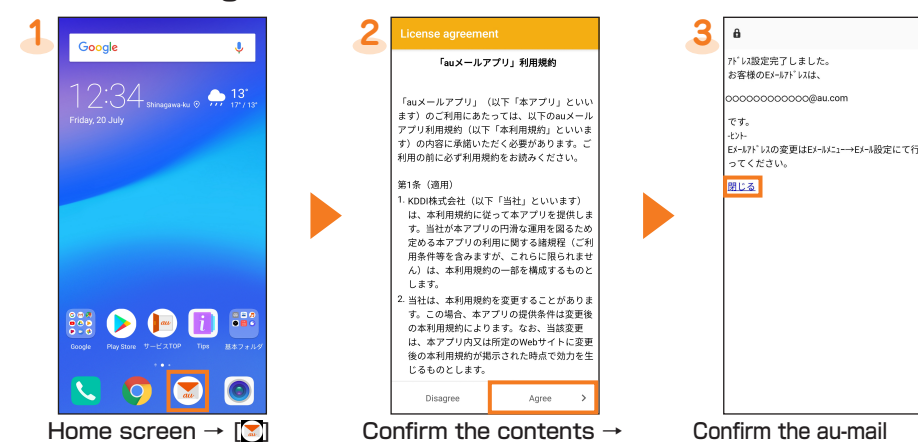 1
Google
12:34
Shinagawa-ku
13°
17°/ 13°
Friday, 20 July
au
Google
Play Store
サービスTOP
Tips
基本フォルダ
au
Home screen → [ ]
2
License agreement
「auメールアプリ」利用規約
「auメールアプリ」（以下「本アプリ」といい
ます）のご利用にあたっては、以下のauメール
アプリ利用規約（以下「本利用規約」といいま
す）の内容に承諾いただく必要があります。ご
利用の前に必ず利用規約をお読みください。
第1条（適用）
1. KDDI株式会社（以下「当社」といいます）
は、本利用規約に従って本アプリを提供しま
す。当社が本アプリの円滑な運用を図るため
定める本アプリの利用に関する諸規程（ご利
用条件等を含みますが、これらに限られませ
ん）は、本利用規約の一部を構成するものと
します。
2. 当社は、本利用規約を変更することがありま
す。この場合、本アプリの提供条件は変更後
の本利用規約によります。なお、当該変更
は、本アプリ内又は所定のWebサイトに変更
後の本利用規約が掲示された時点で効力を生
じるものとします。
Disagree
Agree >
Confirm the contents →
3
ｱﾄﾞﾚｽ設定完了しました。
お客様のEﾒｰﾙｱﾄﾞﾚｽは、
○○○○○○○○○○○○@au.com
です。
-ﾋﾝﾄ-
Eﾒｰﾙｱﾄﾞﾚｽの変更はEﾒｰﾙﾒﾆｭｰ→Eﾒｰﾙ設定にて行
ってください。
閉じる
Confirm the au-mail